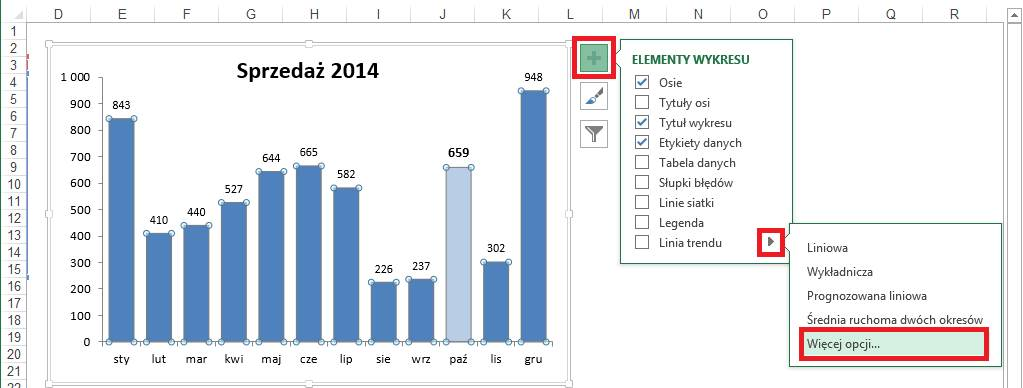 D E F G H I J K L M N O P Q R
1
2
3
4
5
6
7
8
9
10
11
12
13
14
15
16
17
18
19
20
21
22
Sprzedaż 2014
1 000
900
800
700
600
500
400
300
200
100
0
843 410 440 527 644 665 582 226 237 659 302 948
sty lut mar kwi maj cze lip sie wrz paź lis gru
ELEMENTY WYKRESU
Osie
Tytuły osi
Tytuł wykresu
Etykiety danych
Tabela danych
Słupki błędów
Linie siatki
Legenda
Linia trendu
Liniowa
Wykładnicza
Prognozowana liniowa
Średnia ruchoma dwóch okresów
Więcej opcji...